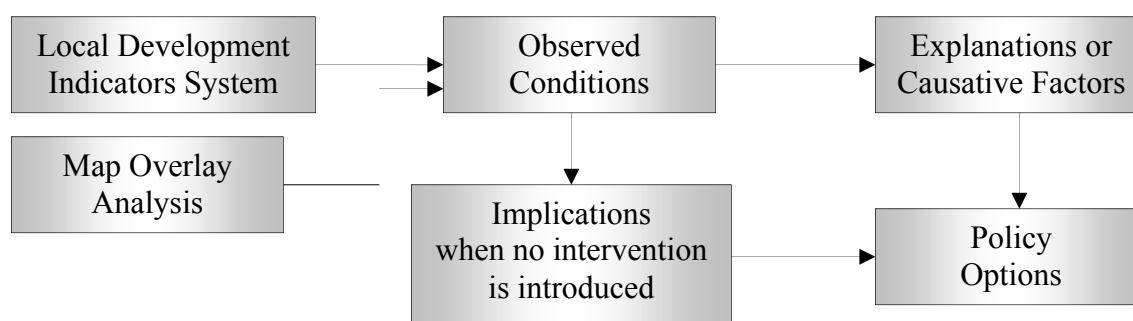 Local Development
Indicators System
Observed
Conditions
Explanations or
Causative Factors
Map Overlay
Analysis
Implications
when no intervention
is introduced
Policy
Options